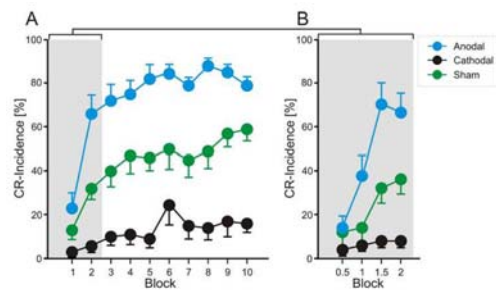 A
B
100
80
60
40
20
0
CR-Incidence [%]
1 2 3 4 5 6 7 8 9 10
Block
100
80
60
40
20
0
CR-Incidence [%]
0.5 1 1.5 2
Block
Anodal
Cathodal
Sham